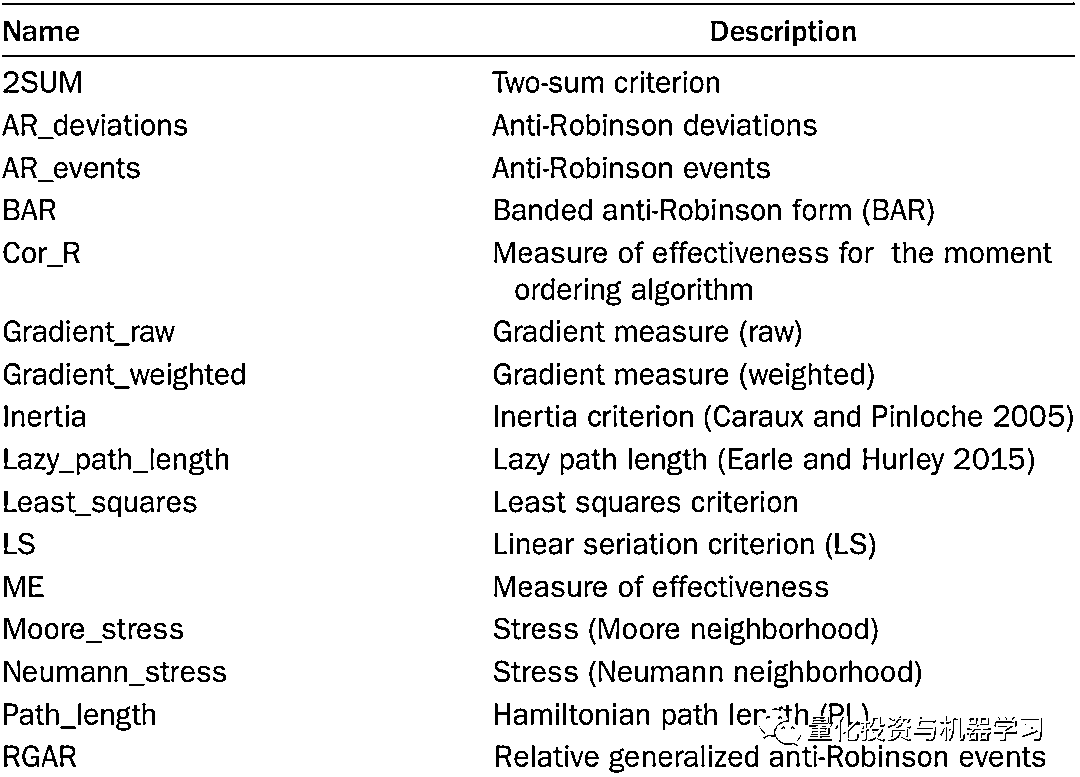 Name Description
2SUM Two-sum criterion
AR_deviations Anti-Robinson deviations
AR_events Anti-Robinson events
BAR Banded anti-Robinson form (BAR)
Cor_R Measure of effectiveness for the moment
ordering algorithm
Gradient_raw Gradient measure (raw)
Gradient_weighted Gradient measure (weighted)
Inertia Inertia criterion (Caraux and Pinloche 2005)
Lazy_path_length Lazy path length (Earle and Hurley 2015)
Least_squares Least squares criterion
LS Linear seriation criterion (LS)
ME Measure of effectiveness
Moore_stress Stress (Moore neighborhood)
Neumann_stress Stress (Neumann neighborhood)
Path_length Hamiltonian path length (PL)
量化投资与机器学习
RGAR Relative generalized anti-Robinson events